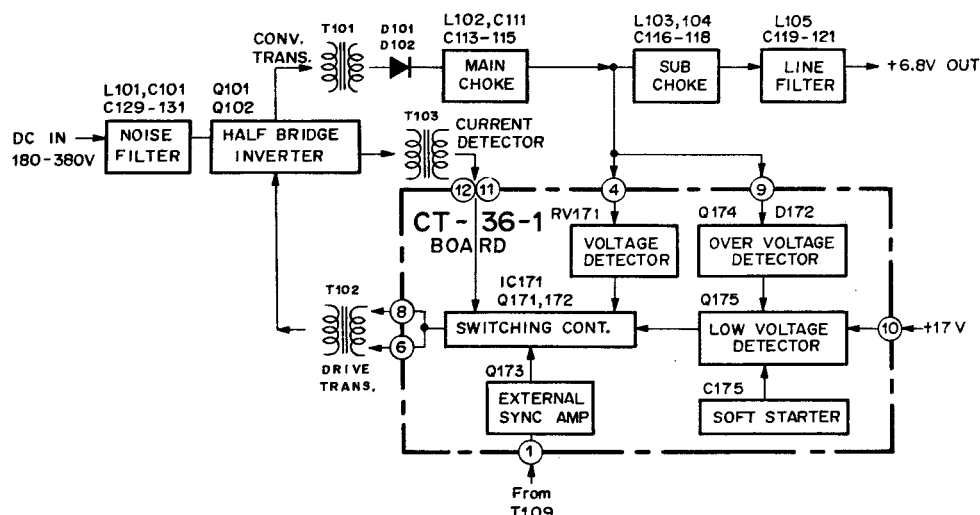 T101
D101
D102
L102,C111
C113-115
L103,104
C116-118
L105
C119-121
CONV.
TRANS.
MAIN
CHOKE
SUB
CHOKE
LINE
FILTER
+6.8V OUT
L101,C101
C129-131
Q101
Q102
DC IN
180-380V
NOISE
FILTER
HALF BRIDGE
INVERTER
T103
CURRENT
DETECTOR
12
11
4
9
CT-36-1
BOARD
RV171
VOLTAGE
DETECTOR
Q174
D172
OVER VOLTAGE
DETECTOR
IC171
Q171,172
Q175
T102
8
6
SWITCHING CONT.
LOW VOLTAGE
DETECTOR
10
+17V
DRIVE
TRANS.
Q173
EXTERNAL
SYNC AMP
C175
SOFT STARTER
1
From
T109